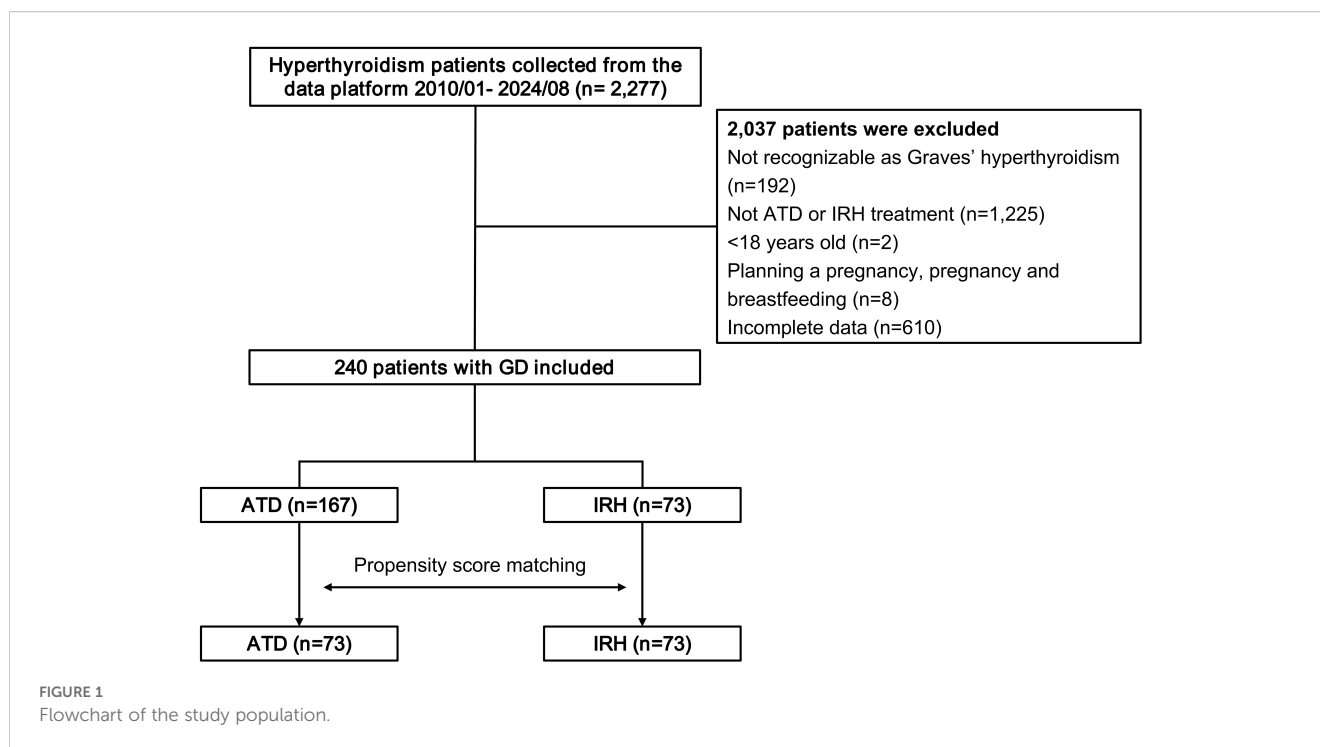 Hyperthyroidism patients collected from the
data platform 2010/01- 2024/08 (n= 2,277)
2,037 patients were excluded
Not recognizable as Graves’ hyperthyroidism
(n=192)
Not ATD or IRH treatment (n=1,225)
<18 years old (n=2)
Planning a pregnancy, pregnancy and
breastfeeding (n=8)
Incomplete data (n=610)
240 patients with GD included
ATD (n=167)
IRH (n=73)
Propensity score matching
ATD (n=73)
IRH (n=73)
FIGURE 1
Flowchart of the study population.